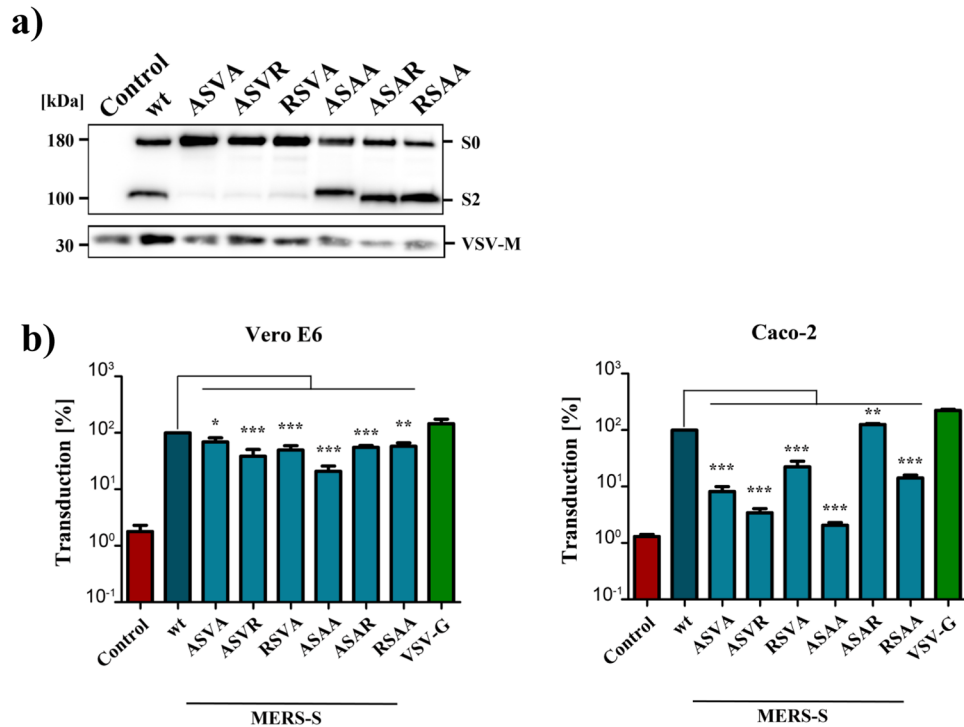 a)
[kDa] Control wt ASVA ASVR RSVA ASAA ASAR RSAA
180 S0
100 S2
30 VSV-M
b)
Vero E6
Transduction [%]
10³
10²
10¹
10⁰
10⁻¹
* *** *** *** *** **
Control wt ASVA ASVR RSVA ASAA ASAR RSAA VSV-G
MERS-S
Caco-2
Transduction [%]
10³
10²
10¹
10⁰
10⁻¹
*** *** *** *** ** ***
Control wt ASVA ASVR RSVA ASAA ASAR RSAA VSV-G
MERS-S